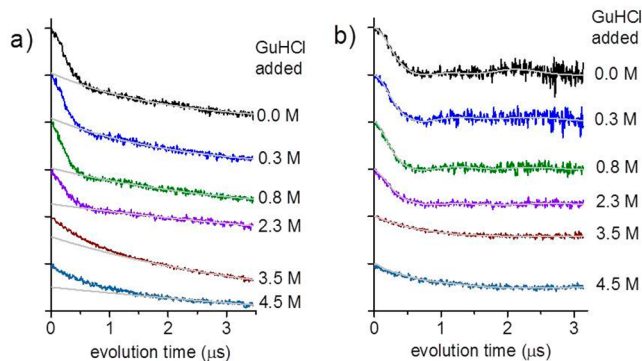 a)
GuHCl
added
0.0 M
0.3 M
0.8 M
2.3 M
3.5 M
4.5 M
0 1 2 3
evolution time (μs)
b)
GuHCl
added
0.0 M
0.3 M
0.8 M
2.3 M
3.5 M
4.5 M
0 1 2 3
evolution time (μs)